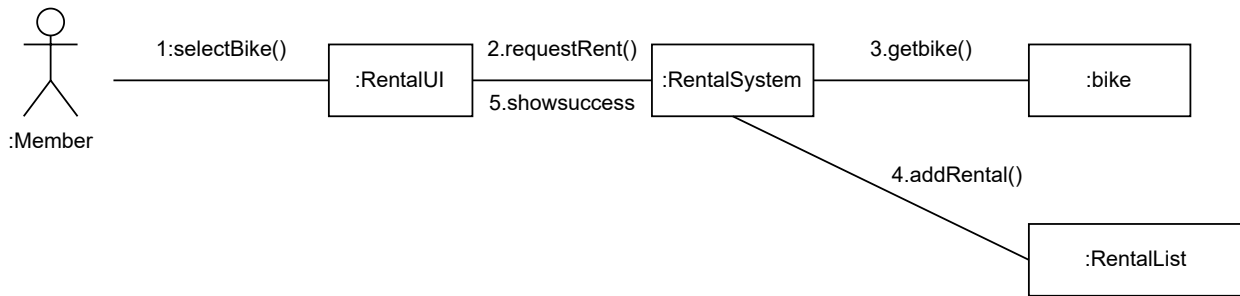 1:selectBike()
2.requestRent()
3.getbike()
:RentalUI
:RentalSystem
:bike
5.showsuccess
:Member
4.addRental()
:RentalList